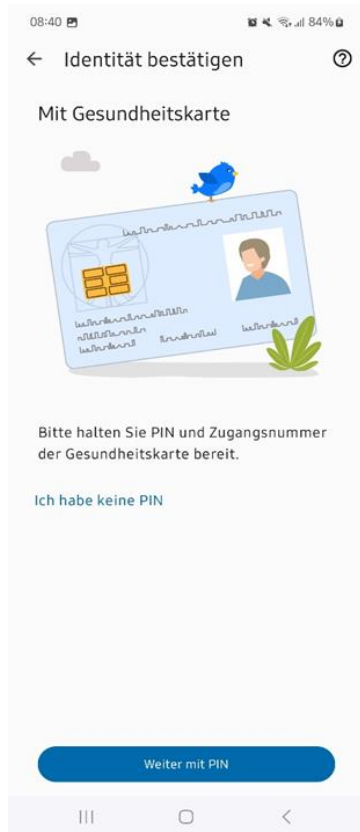 08:40
84%
Identität bestätigen
Mit Gesundheitskarte
Bitte halten Sie PIN und Zugangsnummer
der Gesundheitskarte bereit.
Ich habe keine PIN
Weiter mit PIN